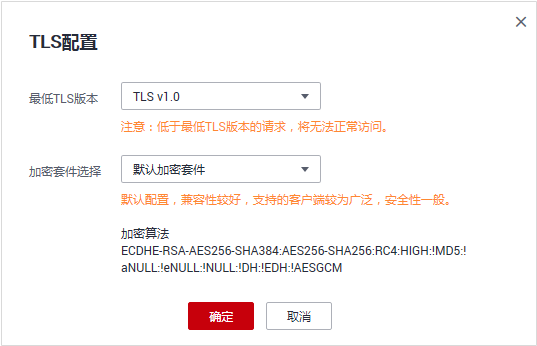 TLS配置
最低TLS版本
TLS v1.0
注意：低于最低TLS版本的请求，将无法正常访问。
加密套件选择
默认加密套件
默认配置，兼容性较好，支持的客户端较为广泛，安全性一般。
加密算法
ECDHE-RSA-AES256-SHA384:AES256-SHA256:RC4:HIGH:!MD5:!
aNULL:!eNULL:!NULL:!DH:!EDH:!AESGCM
确定
取消